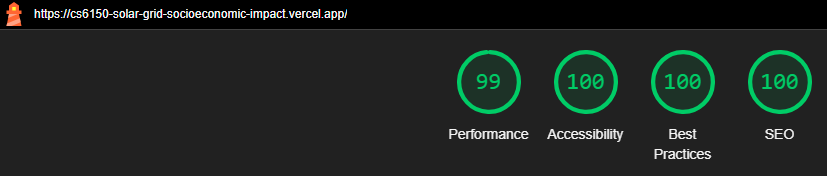 https://cs6150-solar-grid-socioeconomic-impact.vercel.app/
99 100 100 100
Performance Accessibility Best Practices SEO